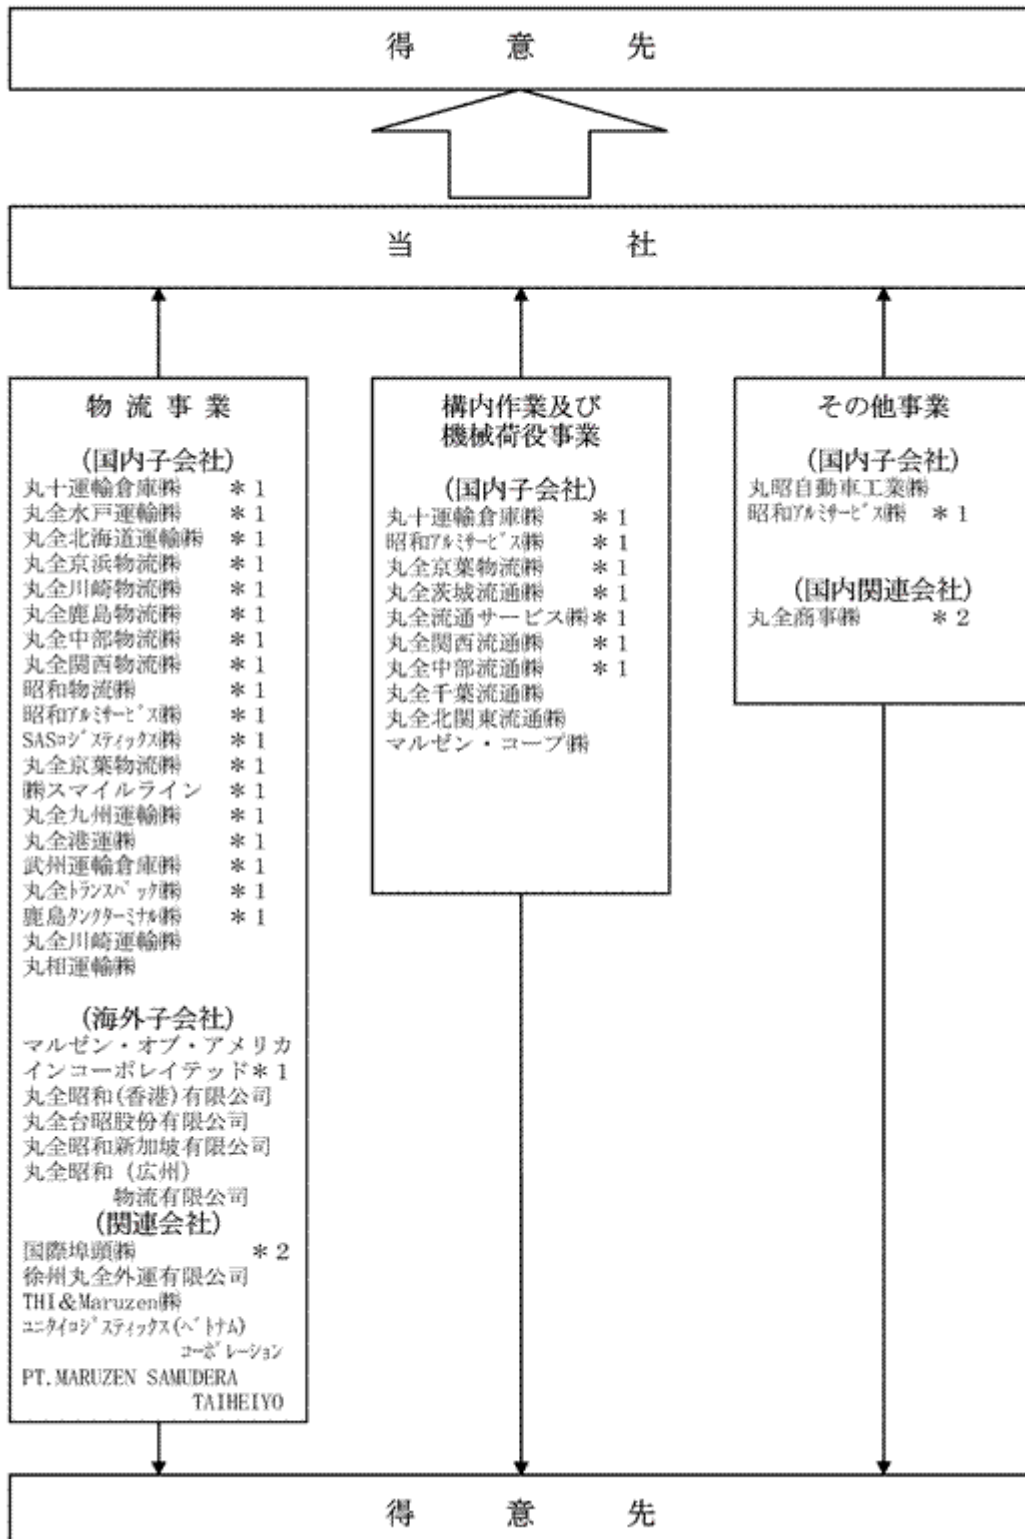 得意先
当社
物流事業
(国内子会社)
丸十運輸倉庫㈱ *1
丸全水戸運輸㈱ *1
丸全北海道運輸㈱ *1
丸全京浜物流㈱ *1
丸全川崎物流㈱ *1
丸全鹿島物流㈱ *1
丸全中部物流㈱ *1
丸全関西物流㈱ *1
昭和物流㈱ *1
昭和ｱﾙﾐｻｰﾋﾞｽ㈱ *1
SASﾛｼﾞｽﾃｨｯｸｽ㈱ *1
丸全京葉物流㈱ *1
㈱スマイルライン *1
丸全九州運輸㈱ *1
丸全港運㈱ *1
武州運輸倉庫㈱ *1
丸全ﾄﾗﾝｽﾊﾟｯｸ㈱ *1
鹿島ﾀﾝｸﾀｰﾐﾅﾙ㈱ *1
丸全川崎運輸㈱
丸相運輸㈱
(海外子会社)
マルゼン・オブ・アメリカ
インコーポレイテッド*1
丸全昭和(香港)有限公司
丸全台昭股份有限公司
丸全昭和新加坡有限公司
丸全昭和（広州）
物流有限公司
(関連会社)
国際埠頭㈱ *2
徐州丸全外運有限公司
THI&Maruzen㈱
ﾕﾆﾀｲﾛｼﾞｽﾃｨｯｸｽ(ﾍﾞﾄﾅﾑ)
ｺｰﾎﾟﾚｰｼｮﾝ
PT.MARUZEN SAMUDERA
TAIHEIYO
構内作業及び
機械荷役事業
(国内子会社)
丸十運輸倉庫㈱ *1
昭和ｱﾙﾐｻｰﾋﾞｽ㈱ *1
丸全京葉物流㈱ *1
丸全茨城流通㈱ *1
丸全流通サービス㈱*1
丸全関西流通㈱ *1
丸全中部流通㈱ *1
丸全千葉流通㈱
丸全北関東流通㈱
マルゼン・コープ㈱
その他事業
(国内子会社)
丸昭自動車工業㈱
昭和ｱﾙﾐｻｰﾋﾞｽ㈱ *1
(国内関連会社)
丸全商事㈱ *2
得意先